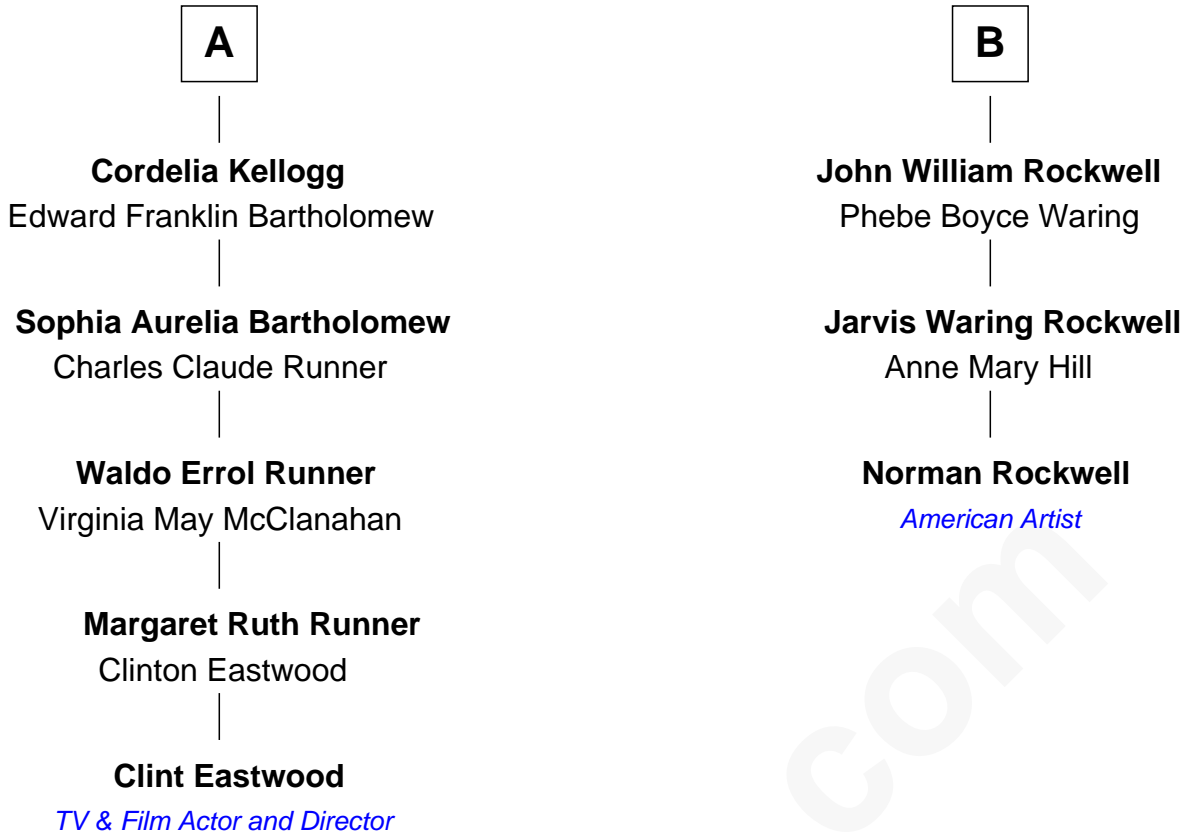 A
Cordelia Kellogg
Edward Franklin Bartholomew
Sophia Aurelia Bartholomew
Charles Claude Runner
Waldo Errol Runner
Virginia May McClanahan
Margaret Ruth Runner
Clinton Eastwood
Clint Eastwood
TV & Film Actor and Director
B
John William Rockwell
Phebe Boyce Waring
Jarvis Waring Rockwell
Anne Mary Hill
Norman Rockwell
American Artist
com